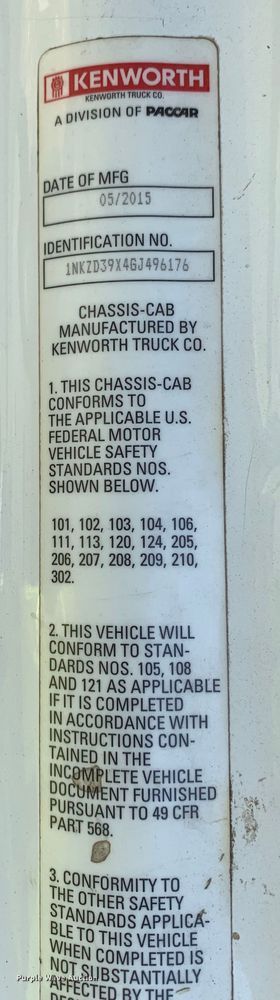 KENWORTH
KENWORTH TRUCK CO.
A DIVISION OF PACCAR
DATE OF MFG
05/2015
IDENTIFICATION NO.
1NKZD39X4GJ496176
CHASSIS-CAB
MANUFACTURED BY
KENWORTH TRUCK CO.
1. THIS CHASSIS-CAB
CONFORMS TO
THE APPLICABLE U.S.
FEDERAL MOTOR
VEHICLE SAFETY
STANDARDS NOS.
SHOWN BELOW.
101, 102, 103, 104, 106,
111, 113, 120, 124, 205,
206, 207, 208, 209, 210,
302.
2. THIS VEHICLE WILL
CONFORM TO STAN-
DARDS NOS. 105, 108
AND 121 AS APPLICABLE
IF IT IS COMPLETED
IN ACCORDANCE WITH
INSTRUCTIONS CON-
TAINED IN THE
INCOMPLETE VEHICLE
DOCUMENT FURNISHED
PURSUANT TO 49 CFR
PART 568.
3. CONFORMITY TO
THE OTHER SAFETY
STANDARDS APPLICA-
BLE TO THIS VEHICLE
WHEN COMPLETED IS
NOT SUBSTANTIALLY
AFFECTED BY THE
Purple Wave Auction